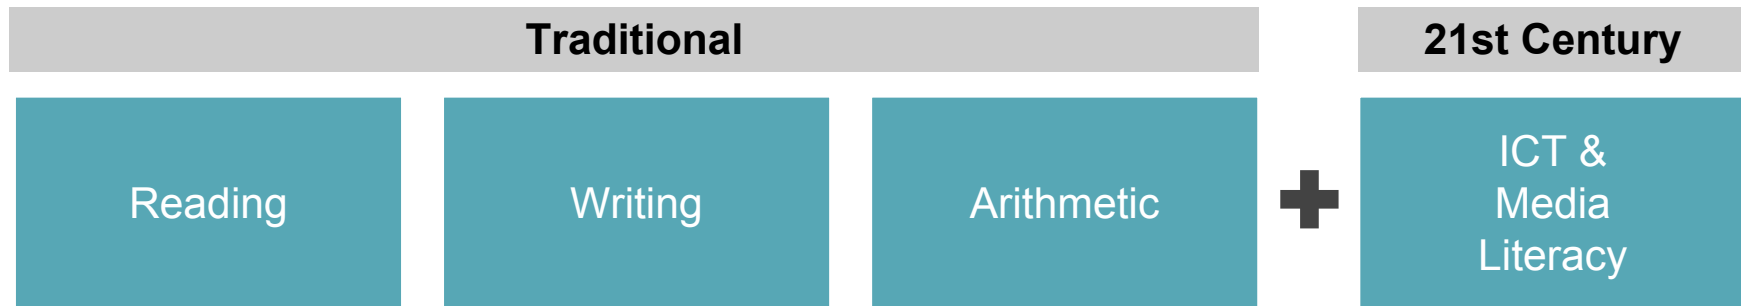 Traditional
21st Century
Reading
Writing
Arithmetic
ICT &
Media
Literacy